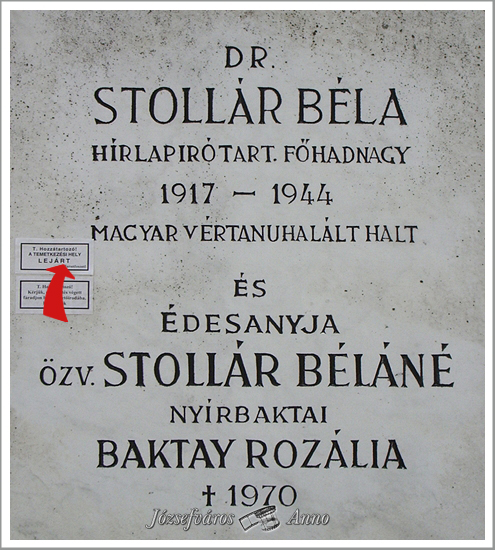 DR.
STOLLÁR BÉLA
HÍRLAPIRÓ TART. FŐHADNAGY
1917 – 1944
MAGYAR VÉRTANUHALÁLT HALT
T. Hozzátartozó!
A TEMETKEZÉSI HELY
LEJÁRT
ÉS
ÉDESANYJA
ÖZV. STOLLÁR BÉLÁNÉ
NYÍRBAKTAI
BAKTAY ROZÁLIA
† 1970
Józsefváros Anno